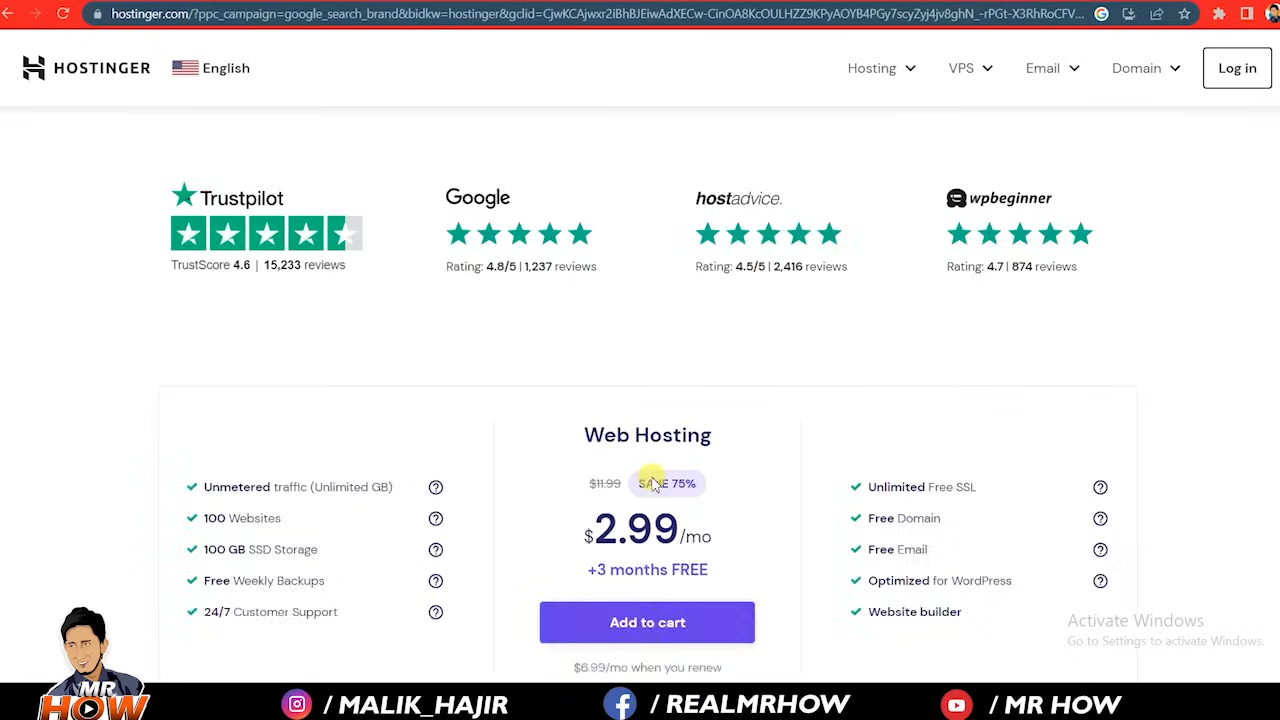 hostinger.com/?ppc_campaign=google_search_brand&bidkw=hostinger&gclid=CjwKCAjwxr2iBhBJEiwAdXECw-CinOA8KcOULHZZ9KPyAOYB4PGy7scyZyj4jv8ghN_-rPGt-X3RhRoCFV...
HOSTINGER English Hosting VPS Email Domain Log in
Trustpilot Google hostadvice. wpbeginner
TrustScore 4.6 | 15,233 reviews Rating: 4.8/5 | 1,237 reviews Rating: 4.5/5 | 2,416 reviews Rating: 4.7 | 874 reviews
Web Hosting
$11.99 SAVE 75%
$2.99/mo
+3 months FREE
Add to cart
$6.99/mo when you renew
Unmetered traffic (Unlimited GB)
100 Websites
100 GB SSD Storage
Free Weekly Backups
24/7 Customer Support
Unlimited Free SSL
Free Domain
Free Email
Optimized for WordPress
Website builder
Activate Windows
Go to Settings to activate Windows.
MR
HOW
/ MALIK_HAJIR / REALMRHOW / MR HOW